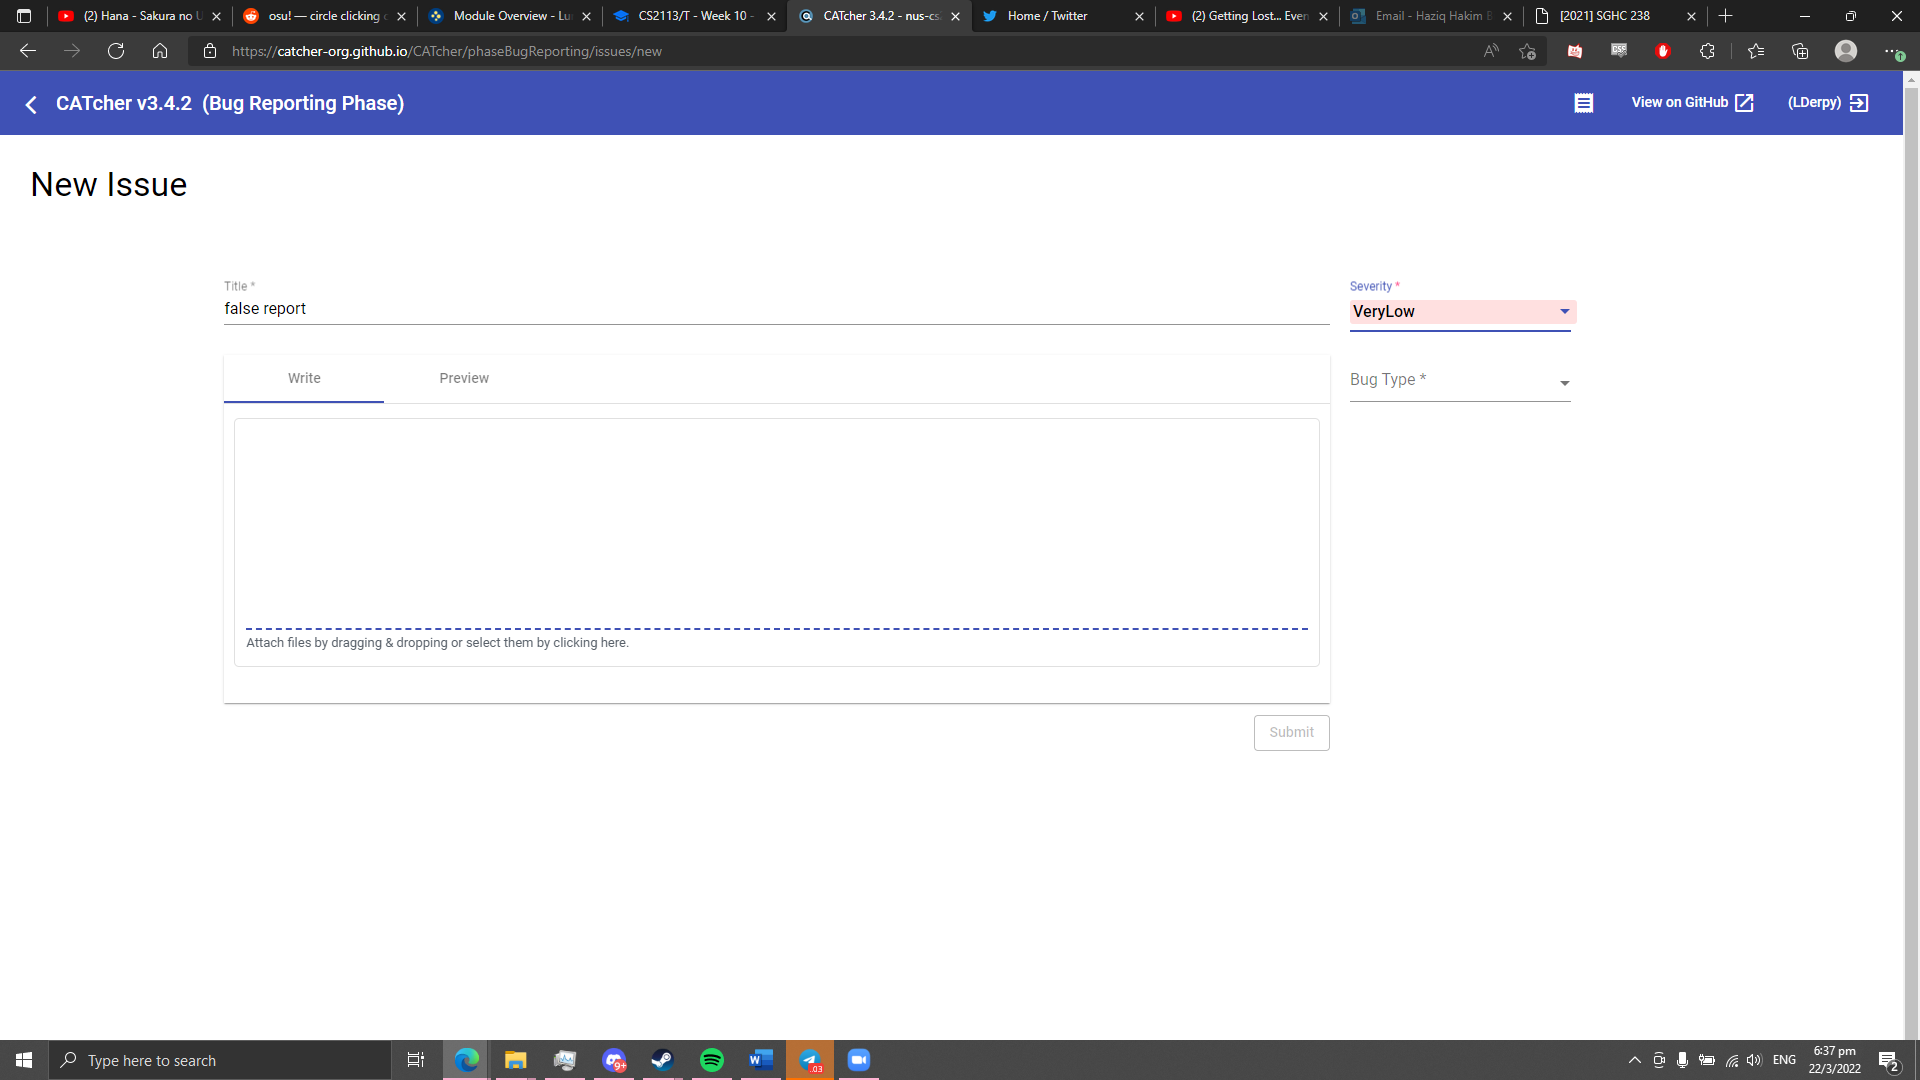 (2) Hana - Sakura no U
osu! — circle clicking
Module Overview - Lu
CS2113/T - Week 10 -
CATcher 3.4.2 - nus-cs
Home / Twitter
(2) Getting Lost... Even
Email - Haziq Hakim B
[2021] SGHC 238
https://catcher-org.github.io/CATcher/phaseBugReporting/issues/new
CATcher v3.4.2 (Bug Reporting Phase)
View on GitHub
(LDerpy)
New Issue
Title *
false report
Severity *
VeryLow
Write
Preview
Bug Type *
Attach files by dragging & dropping or select them by clicking here.
Submit
Type here to search
9+
.03
ENG
6:37 pm
22/3/2022
2